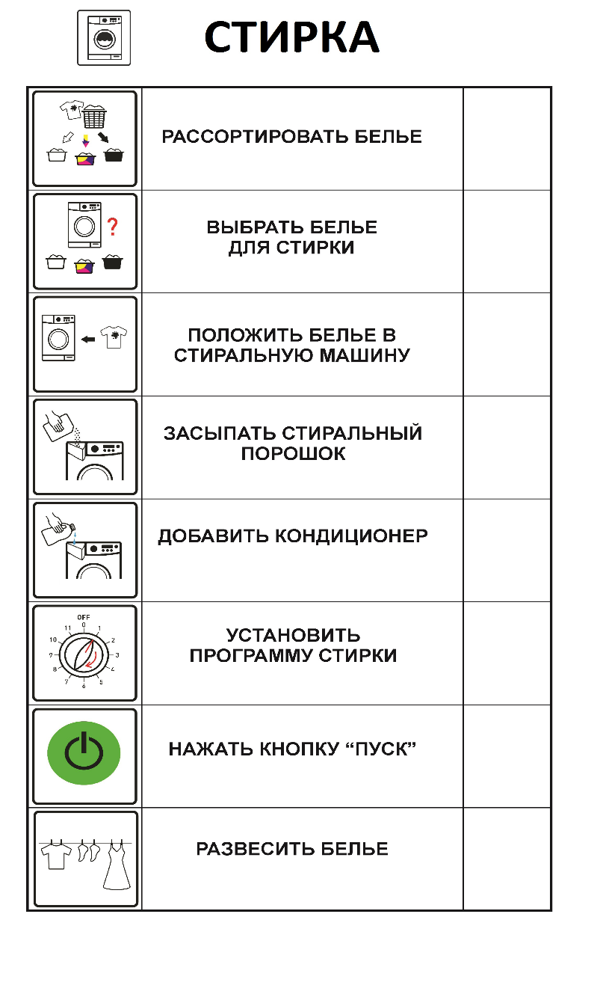 СТИРКА
РАССОРТИРОВАТЬ БЕЛЬЕ
?
ВЫБРАТЬ БЕЛЬЕ
ДЛЯ СТИРКИ
ПОЛОЖИТЬ БЕЛЬЕ В
СТИРАЛЬНУЮ МАШИНУ
ЗАСЫПАТЬ СТИРАЛЬНЫЙ
ПОРОШОК
ДОБАВИТЬ КОНДИЦИОНЕР
OFF
0
11 1
10 2
9 3
8 4
7 5
6
УСТАНОВИТЬ
ПРОГРАММУ СТИРКИ
НАЖАТЬ КНОПКУ “ПУСК”
РАЗВЕСИТЬ БЕЛЬЕ